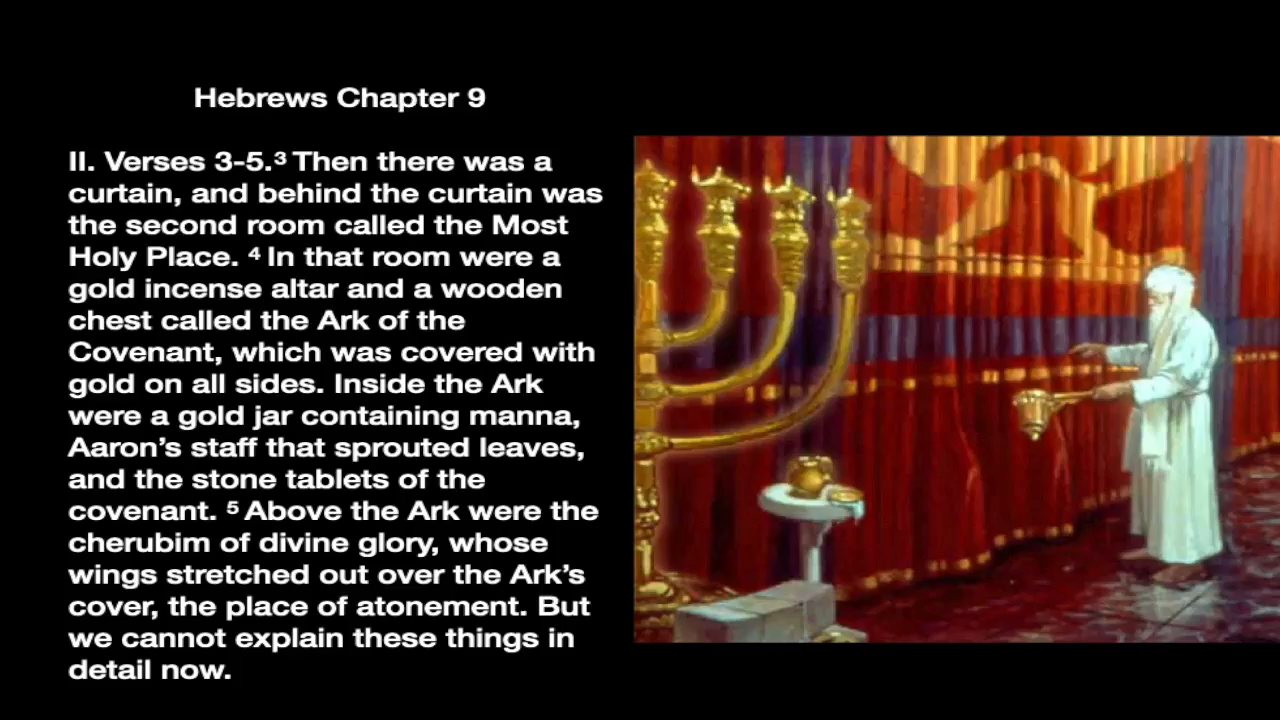 Hebrews Chapter 9
II. Verses 3-5.³ Then there was a
curtain, and behind the curtain was
the second room called the Most
Holy Place. ⁴ In that room were a
gold incense altar and a wooden
chest called the Ark of the
Covenant, which was covered with
gold on all sides. Inside the Ark
were a gold jar containing manna,
Aaron’s staff that sprouted leaves,
and the stone tablets of the
covenant. ⁵ Above the Ark were the
cherubim of divine glory, whose
wings stretched out over the Ark’s
cover, the place of atonement. But
we cannot explain these things in
detail now.